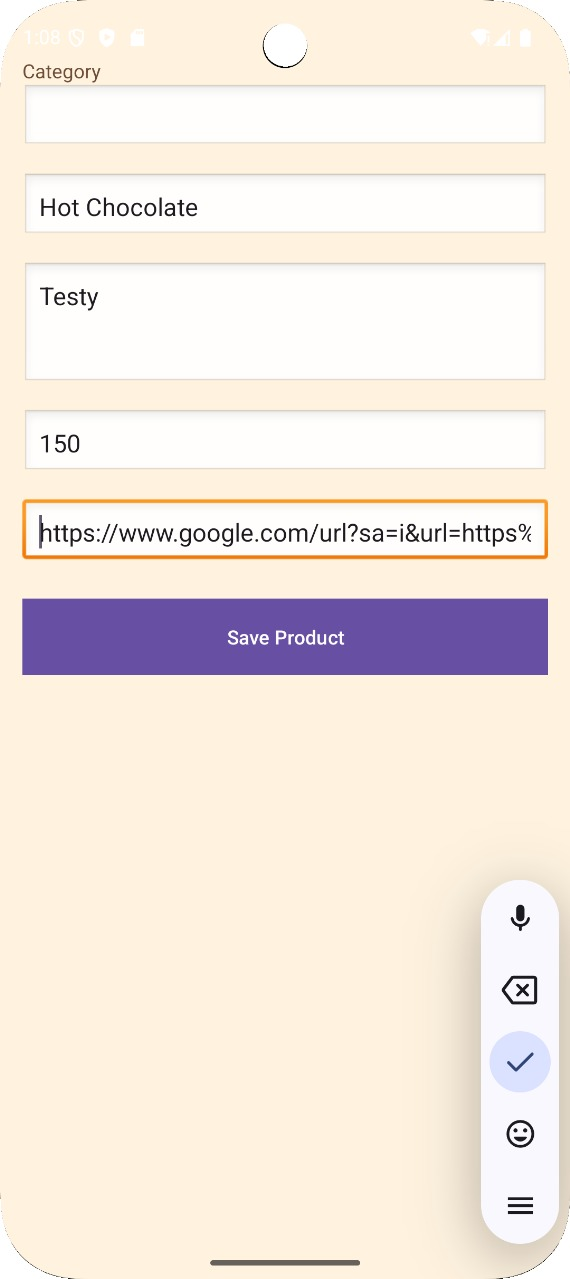 1:08
Category
Hot Chocolate
Testy
150
https://www.google.com/url?sa=i&url=https%
Save Product